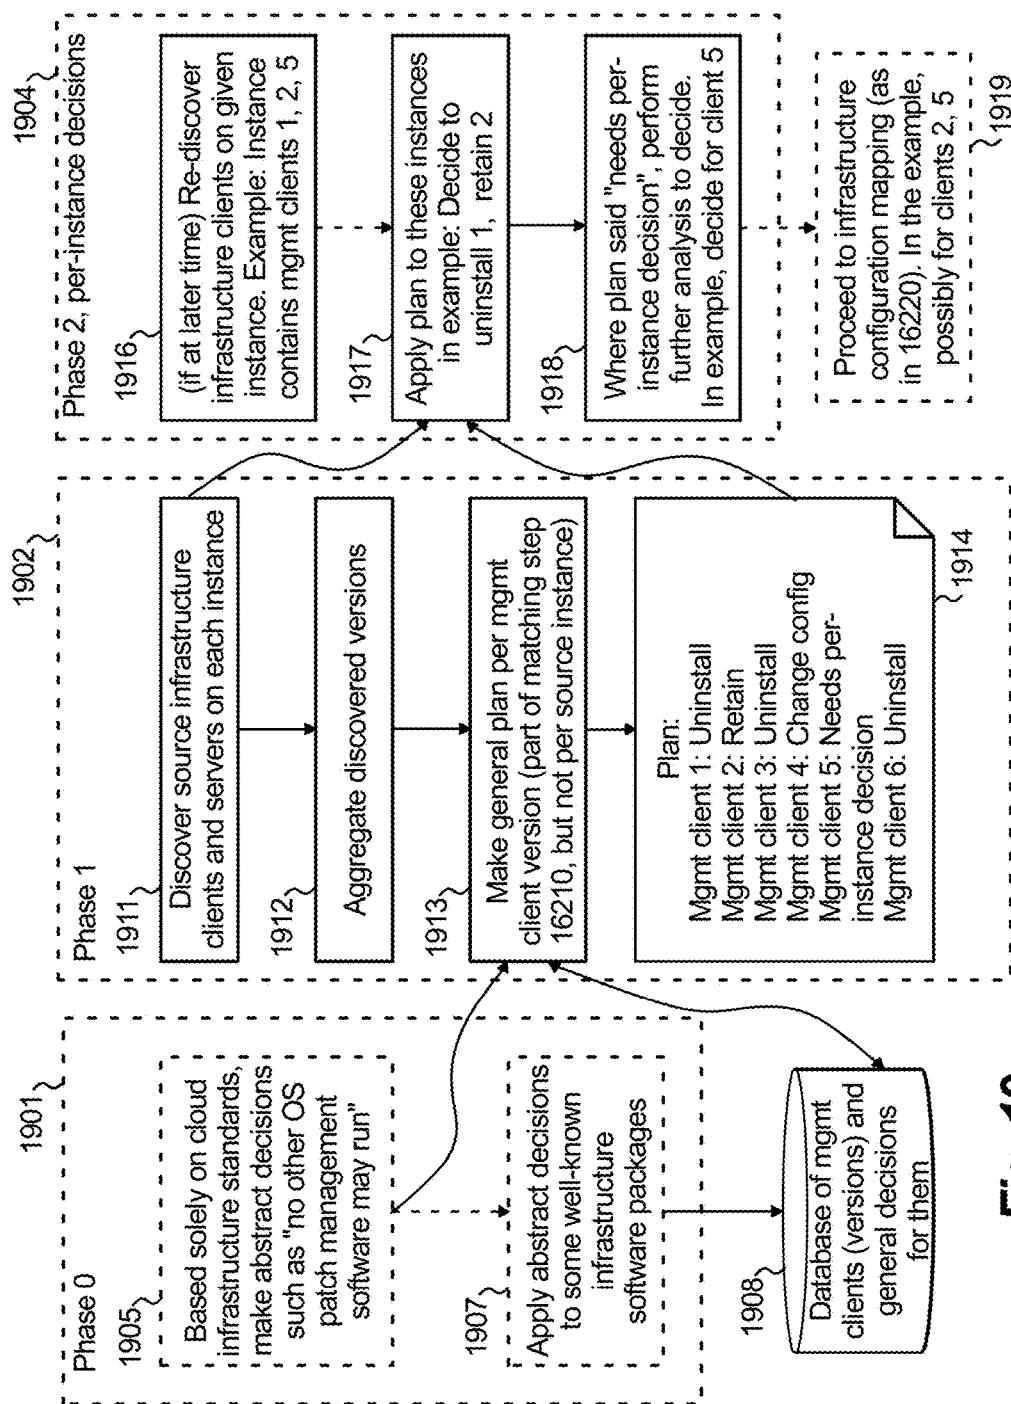 1901
Phase 0
1905
Based solely on cloud
infrastructure standards,
make abstract decisions
such as "no other OS
patch management
software may run"
1907
Apply abstract decisions
to some well-known
infrastructure
software packages
1908
Database of mgmt
clients (versions) and
general decisions
for them
1902
Phase 1
1911
Discover source infrastructure
clients and servers on each instance
1912
Aggregate discovered versions
1913
Make general plan per mgmt
client version (part of matching step
16210, but not per source instance)
Plan:
Mgmt client 1: Uninstall
Mgmt client 2: Retain
Mgmt client 3: Uninstall
Mgmt client 4: Change config
Mgmt client 5: Needs per-
instance decision
Mgmt client 6: Uninstall
1914
1904
Phase 2, per-instance decisions
1916
(if at later time) Re-discover
infrastructure clients on given
instance. Example: Instance
contains mgmt clients 1, 2, 5
1917
Apply plan to these instances
in example: Decide to
uninstall 1, retain 2
1918
Where plan said "needs per-
instance decision", perform
further analysis to decide.
In example, decide for client 5
Proceed to infrastructure
configuration mapping (as
in 16220). In the example,
possibly for clients 2, 5
1919